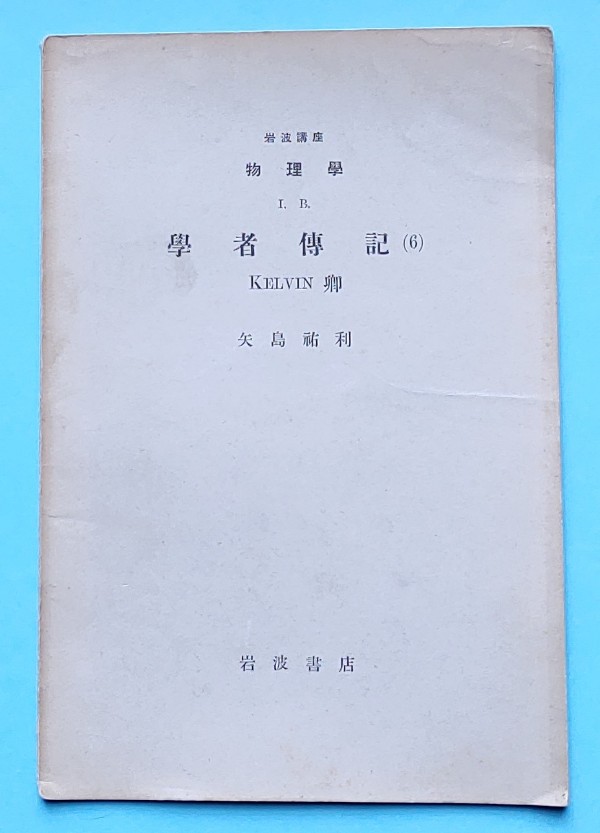 岩波講座
物理學
I. B.
學者傳記 (6)
KELVIN 卿
矢島祐利
岩波書店